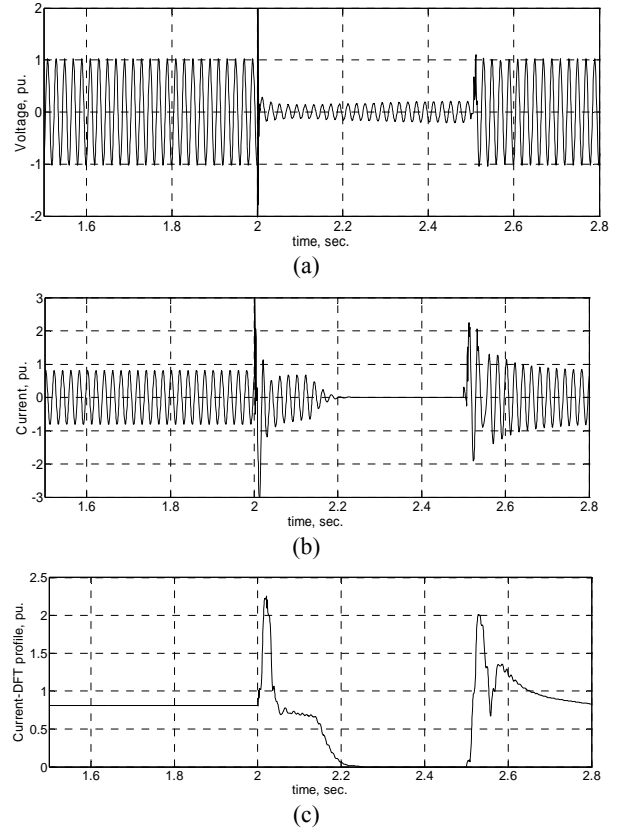 2
1
0
-1
-2
Voltage, pu.
1.6 1.8 2 2.2 2.4 2.6 2.8
time, sec.
(a)
3
2
1
0
-1
-2
-3
Current, pu.
1.6 1.8 2 2.2 2.4 2.6 2.8
time, sec.
(b)
2.5
2
1.5
1
0.5
0
Current-DFT profile, pu.
1.6 1.8 2 2.2 2.4 2.6 2.8
time, sec.
(c)